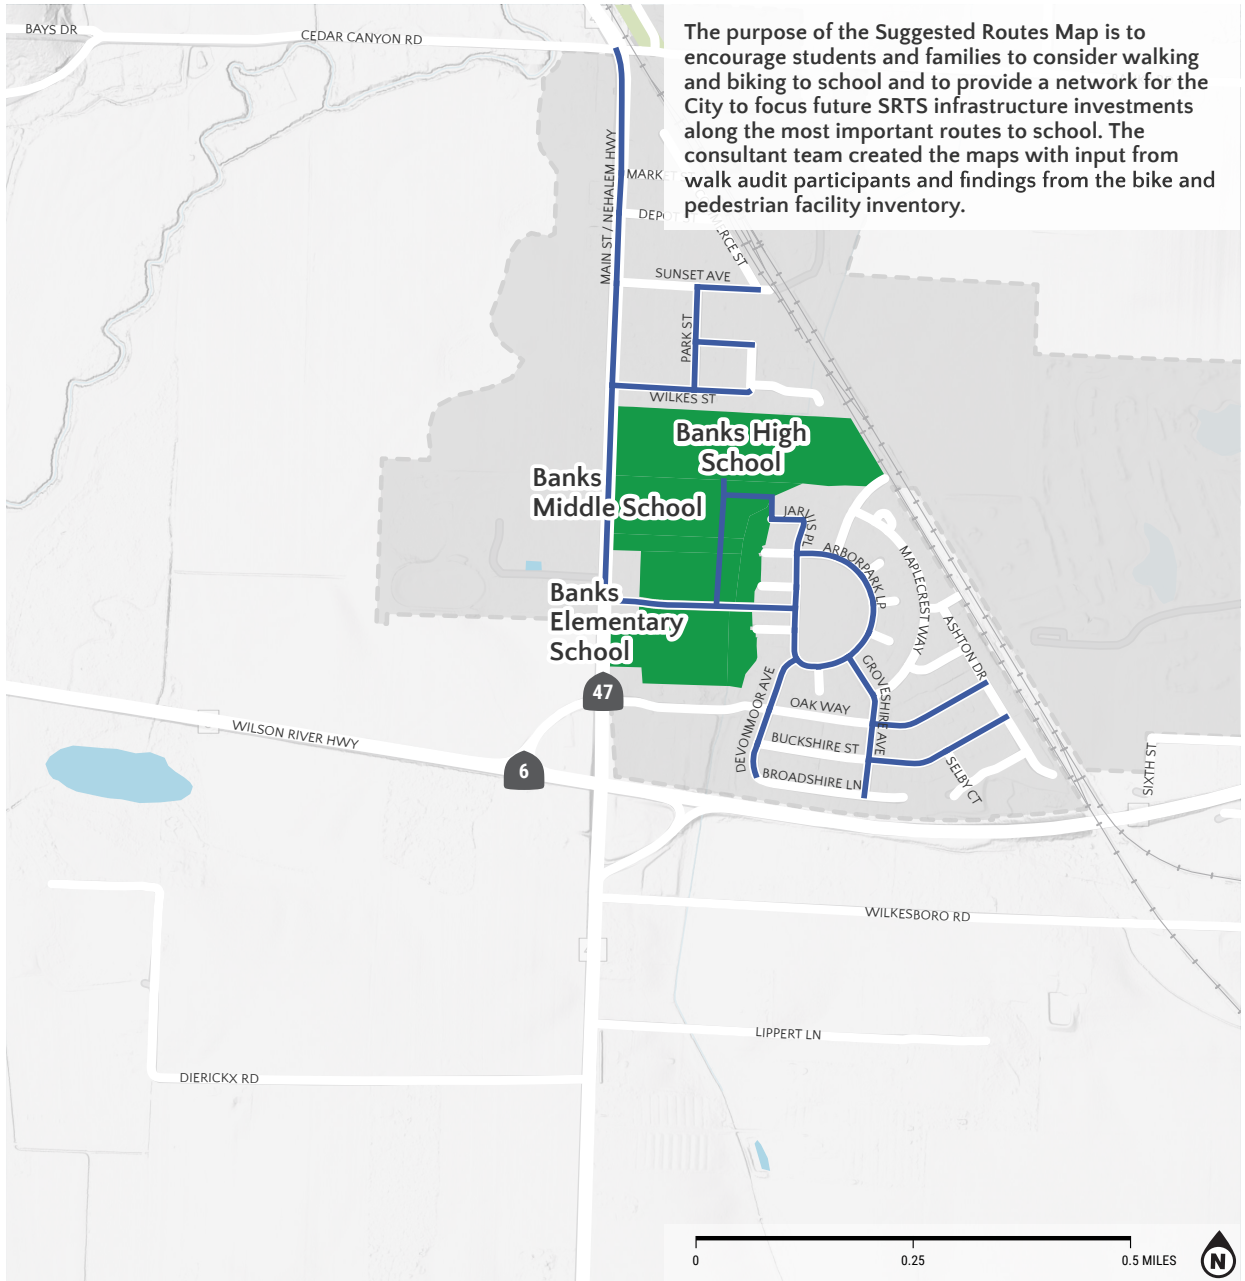 The purpose of the Suggested Routes Map is to
encourage students and families to consider walking
and biking to school and to provide a network for the
City to focus future SRTS infrastructure investments
along the most important routes to school. The
consultant team created the maps with input from
walk audit participants and findings from the bike and
pedestrian facility inventory.
BAYS DR
CEDAR CANYON RD
MAIN ST / NEHALEM HWY
MARKET
DEPOT
SUNSET AVE
PARK ST
WILKES ST
Banks High
School
Banks
Middle School
JARVIS PL
ARBORPARK LP
MAPLECREST WAY
ASHTON DR
Banks
Elementary
School
47
GROVESHIRE AVE
DEVONMOOR AVE
OAK WAY
BUCKSHIRE ST
BROADSHIRE LN
SELBY CT
SIXTH ST
WILSON RIVER HWY
6
WILKESBORO RD
LIPPERT LN
DIERICKX RD
0
0.25
0.5 MILES
N